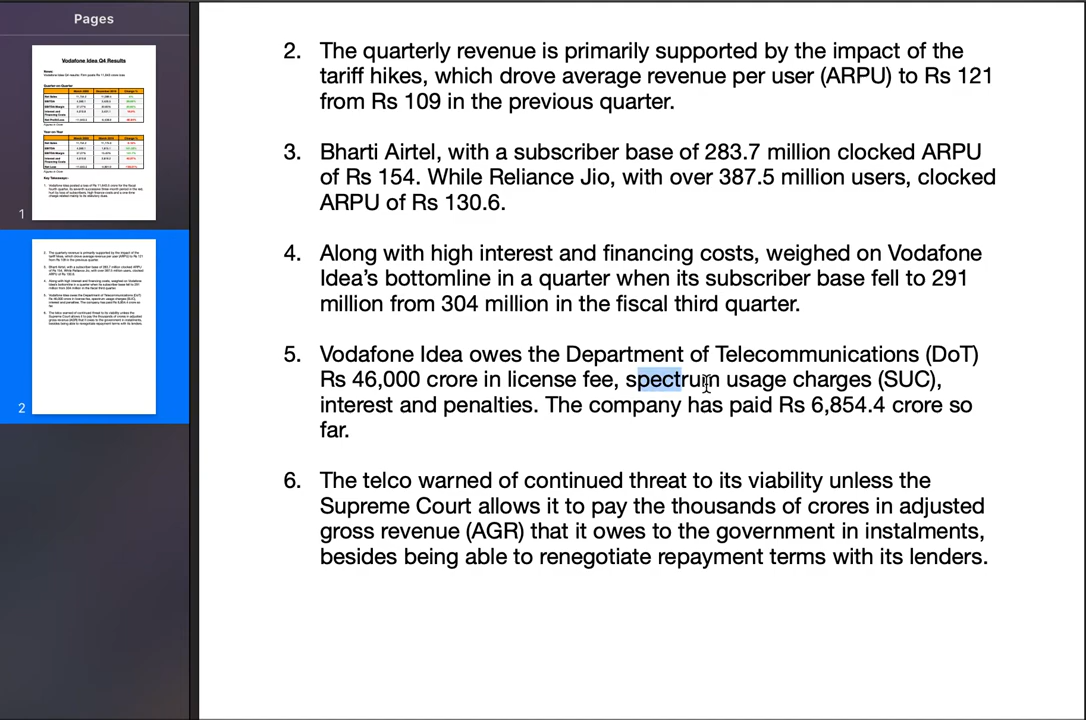 Pages
Vodafone Idea Q4 Results
1
2
2. The quarterly revenue is primarily supported by the impact of the
tariff hikes, which drove average revenue per user (ARPU) to Rs 121
from Rs 109 in the previous quarter.
3. Bharti Airtel, with a subscriber base of 283.7 million clocked ARPU
of Rs 154. While Reliance Jio, with over 387.5 million users, clocked
ARPU of Rs 130.6.
4. Along with high interest and financing costs, weighed on Vodafone
Idea’s bottomline in a quarter when its subscriber base fell to 291
million from 304 million in the fiscal third quarter.
5. Vodafone Idea owes the Department of Telecommunications (DoT)
Rs 46,000 crore in license fee, spectrum usage charges (SUC),
interest and penalties. The company has paid Rs 6,854.4 crore so
far.
6. The telco warned of continued threat to its viability unless the
Supreme Court allows it to pay the thousands of crores in adjusted
gross revenue (AGR) that it owes to the government in instalments,
besides being able to renegotiate repayment terms with its lenders.